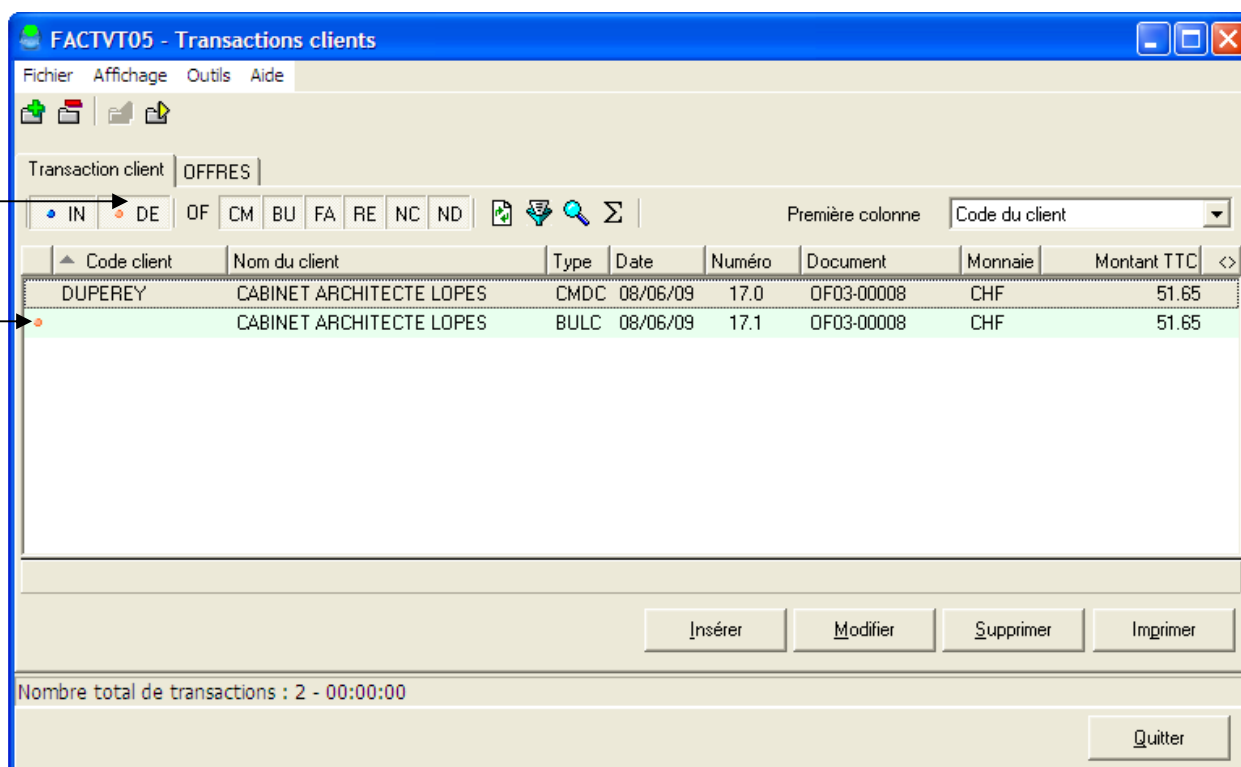 FACTVT05 - Transactions clients
Fichier Affichage Outils Aide
Transaction client OFFRES
IN DE OF CM BU FA RE NC ND Σ Première colonne Code du client
Code client Nom du client Type Date Numéro Document Monnaie Montant TTC <>
DUPEREY CABINET ARCHITECTE LOPES CMDC 08/06/09 17.0 OF03-00008 CHF 51.65
CABINET ARCHITECTE LOPES BULC 08/06/09 17.1 OF03-00008 CHF 51.65
Insérer Modifier Supprimer Imprimer
Nombre total de transactions : 2 - 00:00:00
Quitter